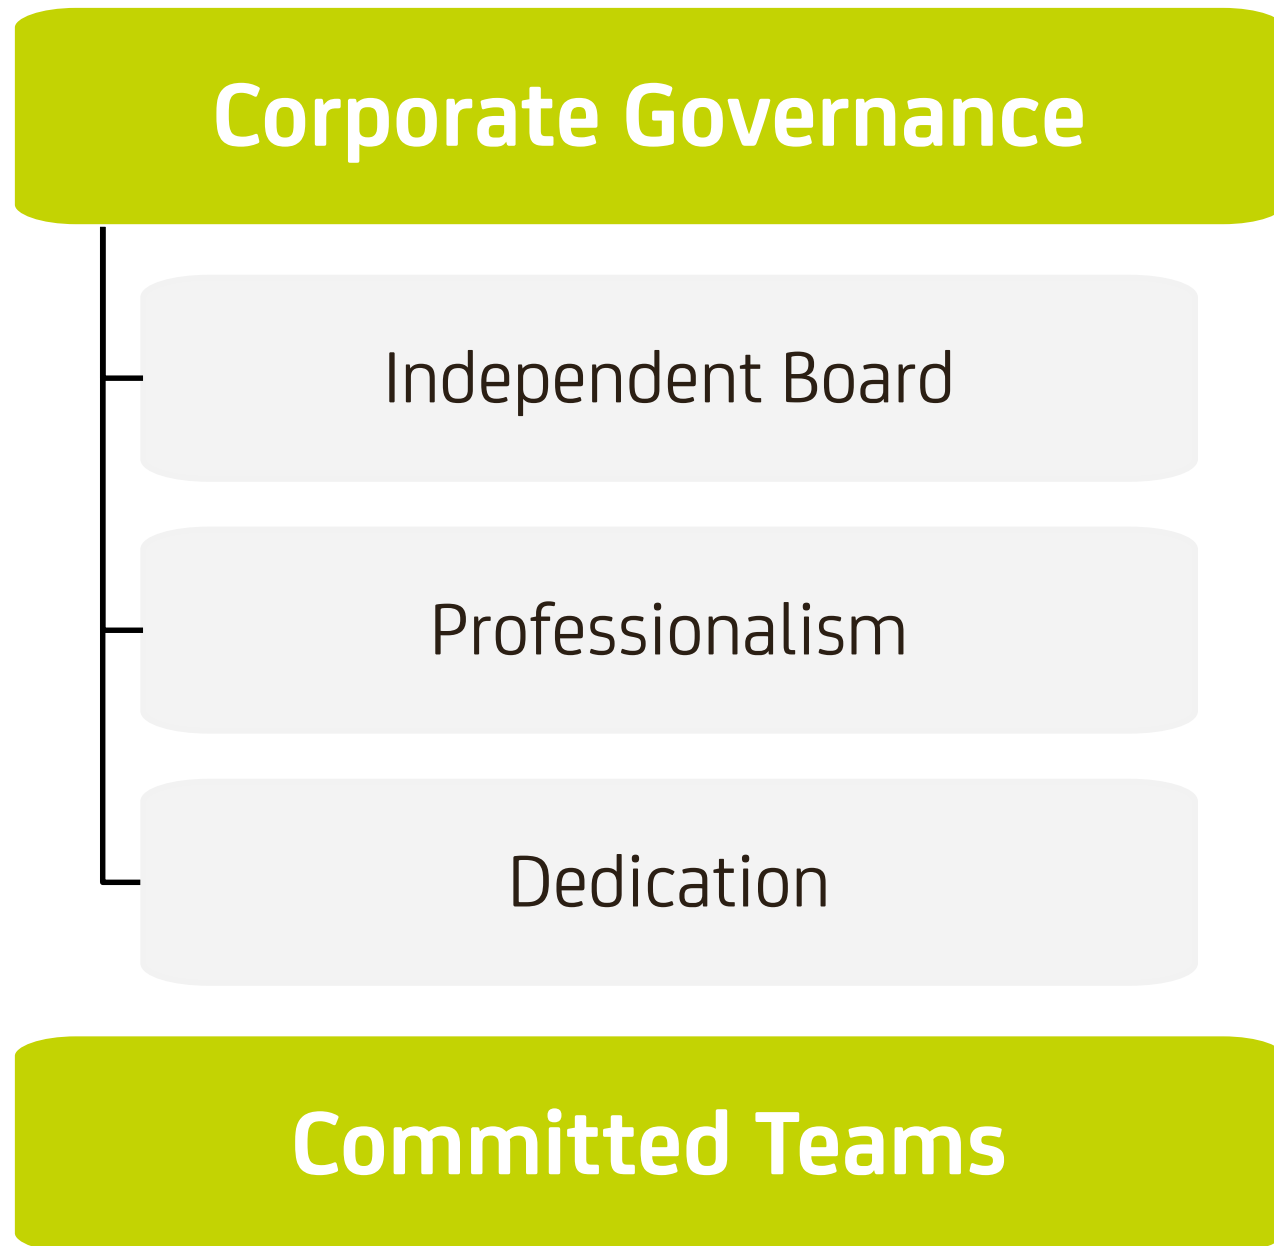 Corporate Governance
Independent Board
Professionalism
Dedication
Committed Teams